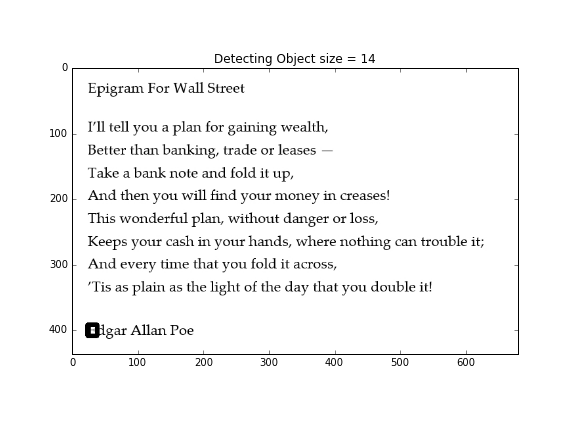 Detecting Object size = 14
0
Epigram For Wall Street
I'll tell you a plan for gaining wealth,
100
Better than banking, trade or leases —
Take a bank note and fold it up,
200
And then you will find your money in creases!
This wonderful plan, without danger or loss,
Keeps your cash in your hands, where nothing can trouble it;
300
And every time that you fold it across,
'Tis as plain as the light of the day that you double it!
400
dgar Allan Poe
0 100 200 300 400 500 600